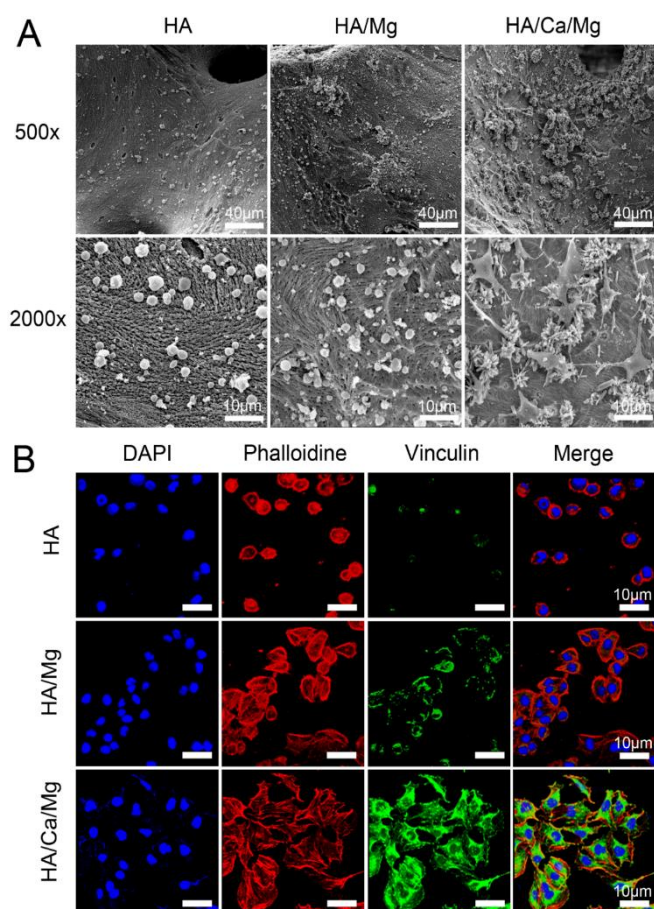 A
HA HA/Mg HA/Ca/Mg
500x
40μm 40μm 40μm
2000x
10μm 10μm 10μm
B
DAPI Phalloidine Vinculin Merge
HA
10μm
HA/Mg
10μm
HA/Ca/Mg
10μm